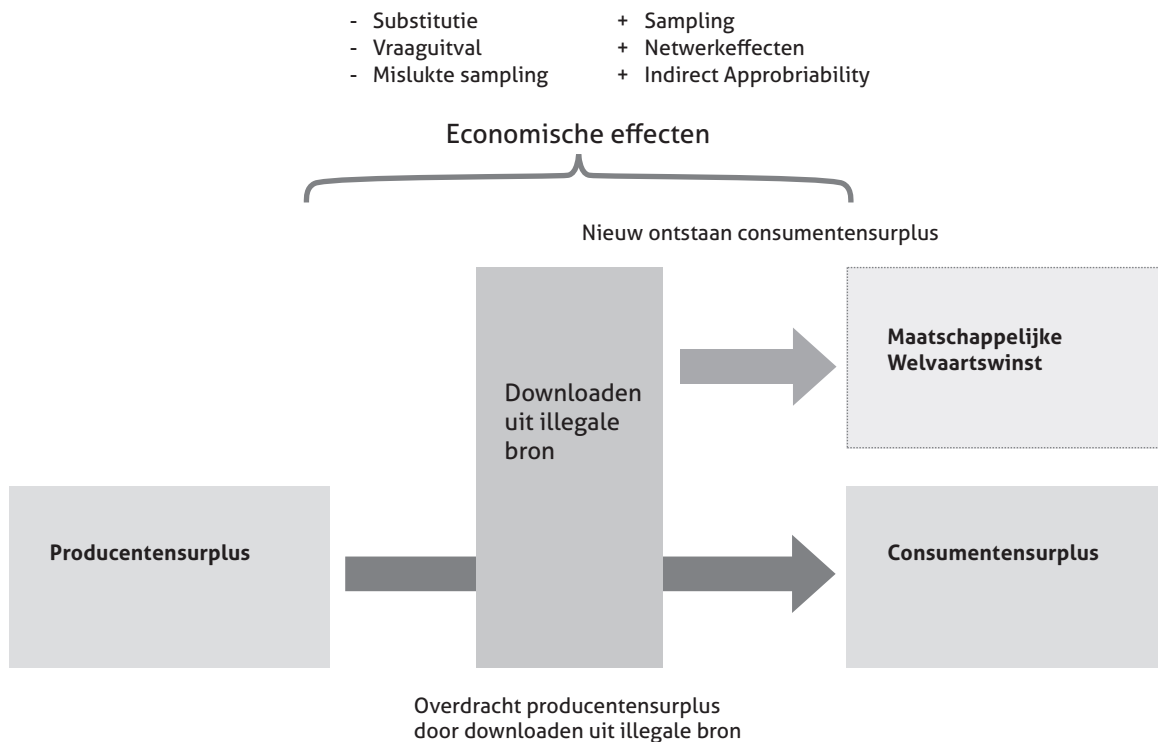 - Substitutie
- Vraaguitval
- Mislukte sampling
+ Sampling
+ Netwerkeffecten
+ Indirect Approbriability
Economische effecten
Nieuw ontstaan consumentensurplus
Maatschappelijke
Welvaartswinst
Downloaden
uit illegale
bron
Producentensurplus
Consumentensurplus
Overdracht producentensurplus
door downloaden uit illegale bron